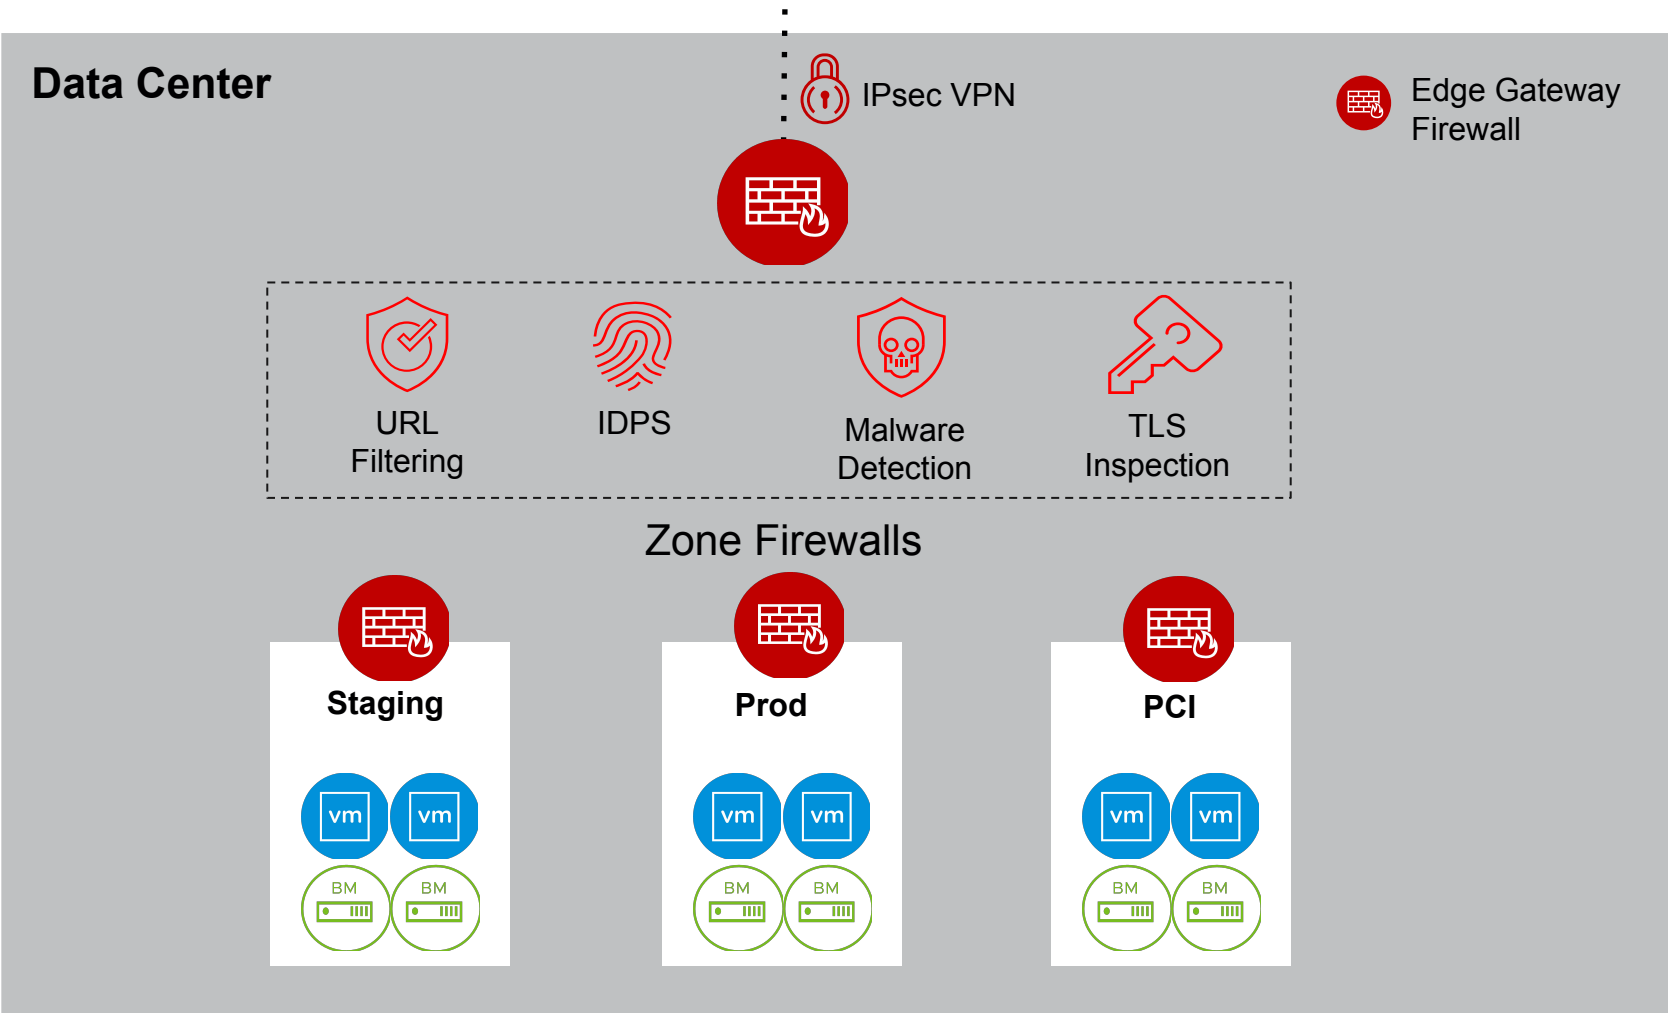 Data Center
IPsec VPN
Edge Gateway
Firewall
URL
Filtering
IDPS
Malware
Detection
TLS
Inspection
Zone Firewalls
Staging
Prod
PCI
vm vm
vm vm
vm vm
BM BM
BM BM
BM BM